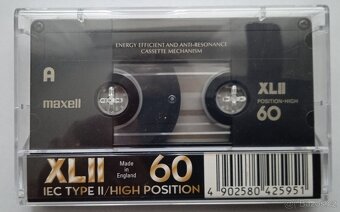 ENERGY EFFICIENT AND ANTI-RESONANCE
CASSETTE MECHANISM
A
maxell
XLII
POSITION-HIGH
60
XLII
Made
in
England
60
IEC TYPE II/HIGH POSITION
4 902580 425951